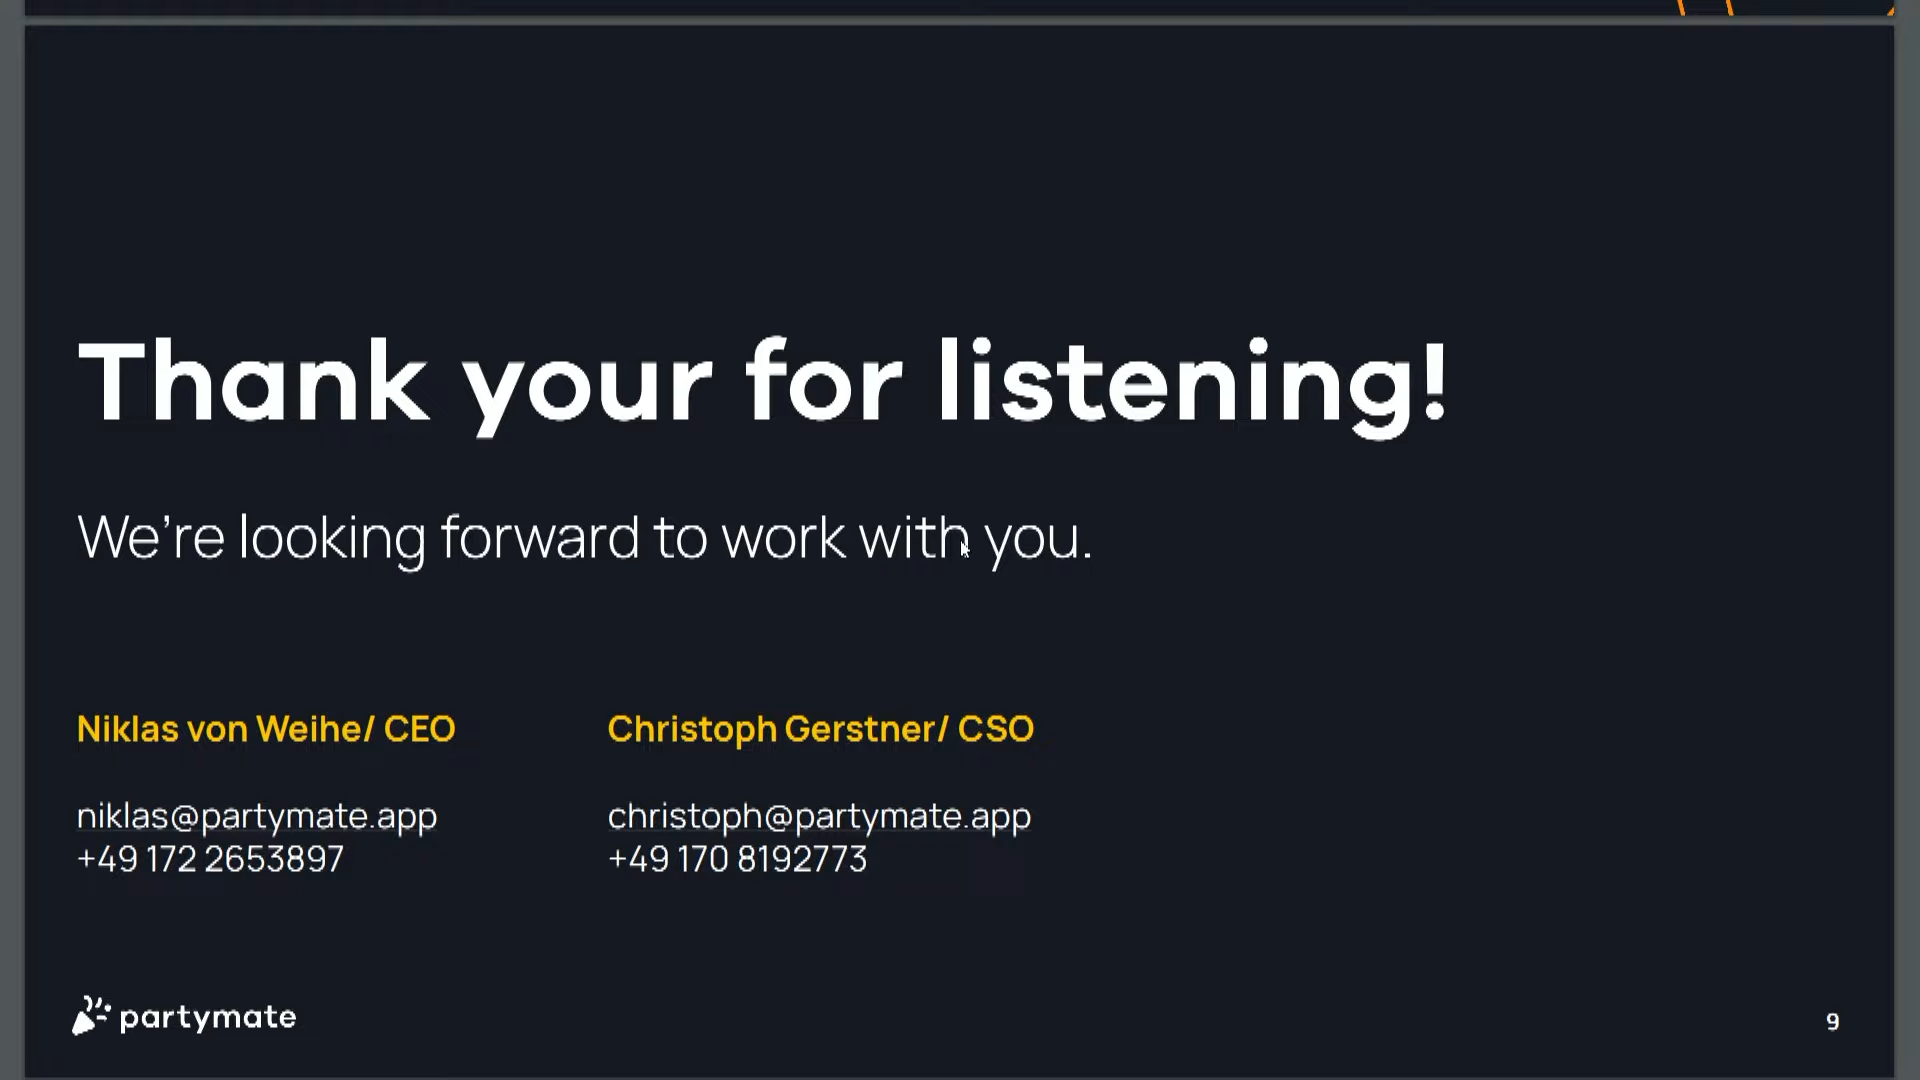 Thank your for listening!
We're looking forward to work with you.
Niklas von Weihe/ CEO
niklas@partymate.app
+49 172 2653897
Christoph Gerstner/ CSO
christoph@partymate.app
+49 170 8192773
partymate
9